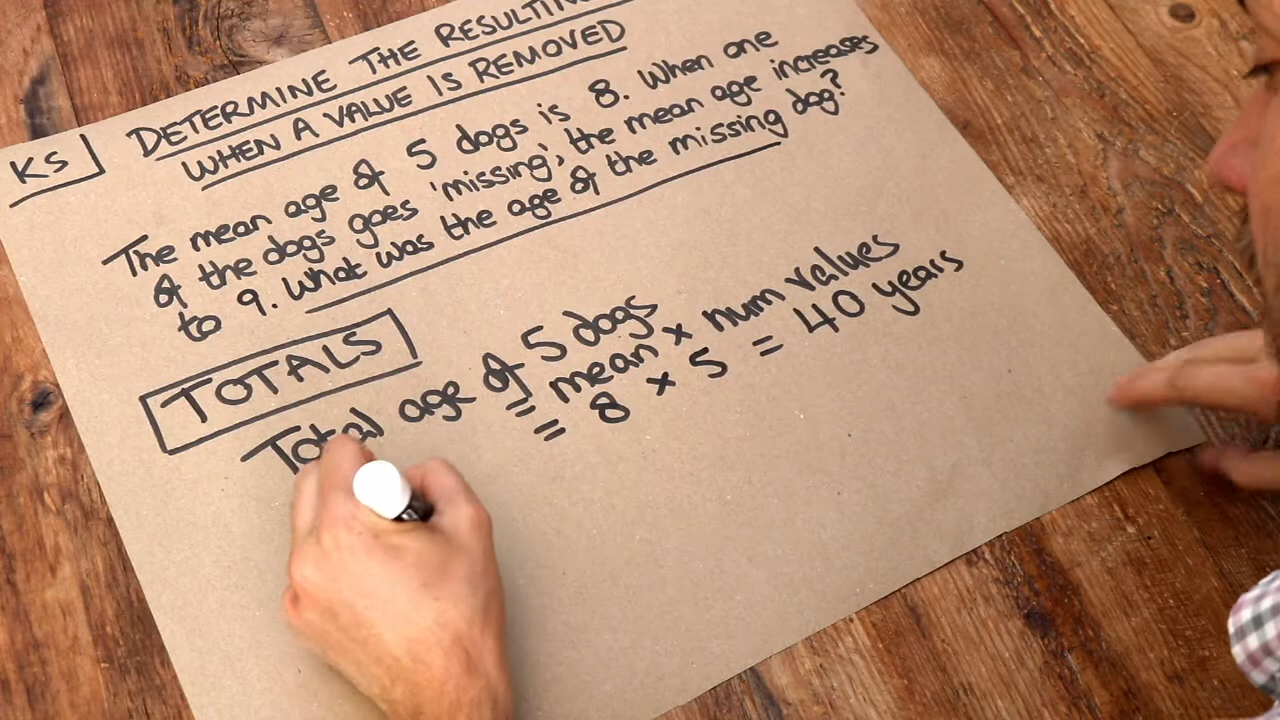 KS
DETERMINE THE RESULTING
WHEN A VALUE IS REMOVED
The mean age of 5 dogs is 8. When one
of the dogs goes 'missing', the mean age increases
to 9. What was the age of the missing dog?
TOTALS
Total age of 5 dogs
= mean x num values
= 8 x 5 = 40 years